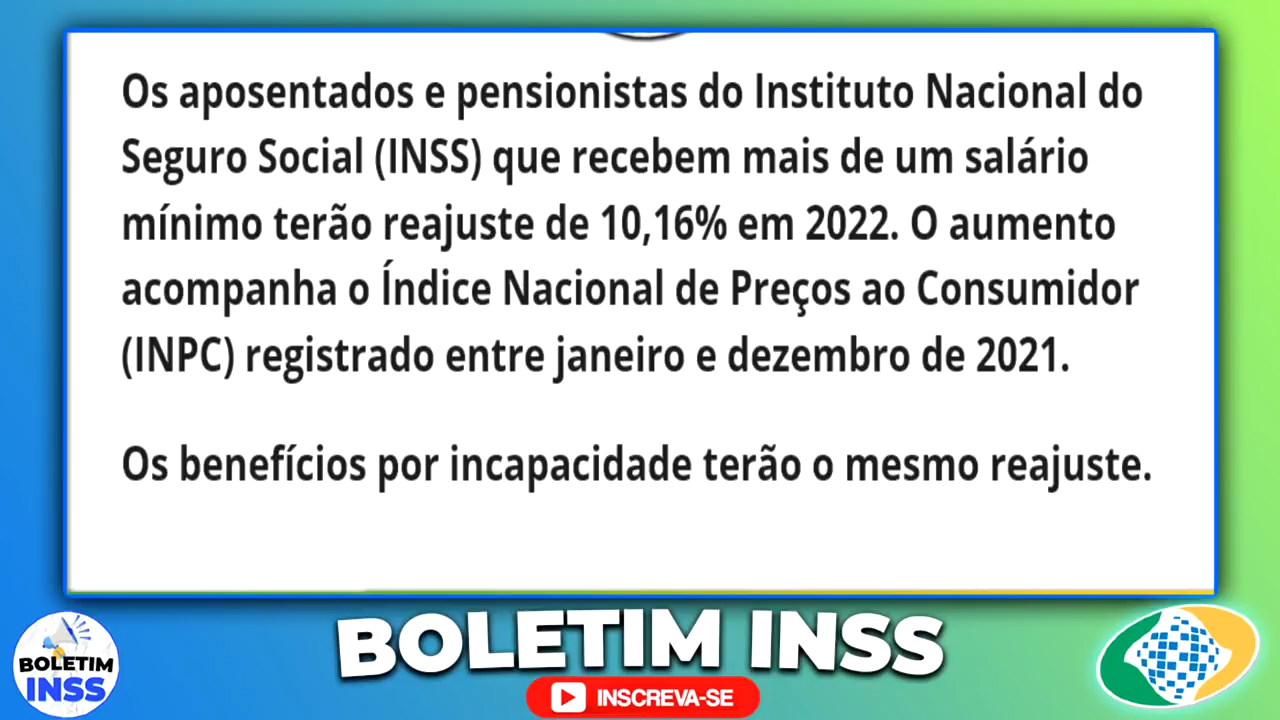 Os aposentados e pensionistas do Instituto Nacional do
Seguro Social (INSS) que recebem mais de um salário
mínimo terão reajuste de 10,16% em 2022. O aumento
acompanha o Índice Nacional de Preços ao Consumidor
(INPC) registrado entre janeiro e dezembro de 2021.
Os benefícios por incapacidade terão o mesmo reajuste.
BOLETIM INSS
INSCREVA-SE
BOLETIM
INSS